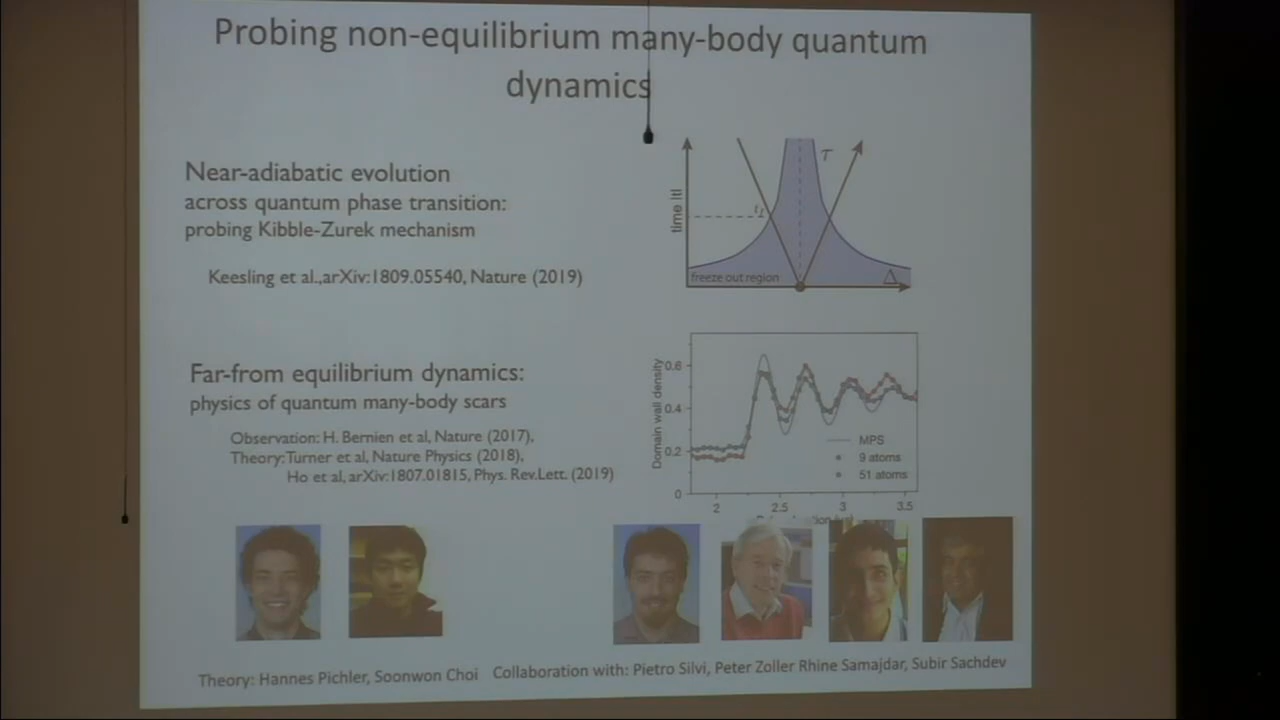 Probing non-equilibrium many-body quantum
dynamics
Near-adiabatic evolution
across quantum phase transition:
probing Kibble-Zurek mechanism
Keesling et al.,arXiv:1809.05540, Nature (2019)
time |t|
τ
freeze out region
Δ
Far-from equilibrium dynamics:
physics of quantum many-body scars
Observation: H. Bernien et al, Nature (2017),
Theory: Turner et al, Nature Physics (2018),
Ho et al, arXiv:1807.01815, Phys. Rev.Lett. (2019)
Domain wall density
0.6
0.4
0.2
0
MPS
9 atoms
51 atoms
2 2.5 3 3.5
Theory: Hannes Pichler, Soonwon Choi
Collaboration with: Pietro Silvi, Peter Zoller Rhine Samajdar, Subir Sachdev